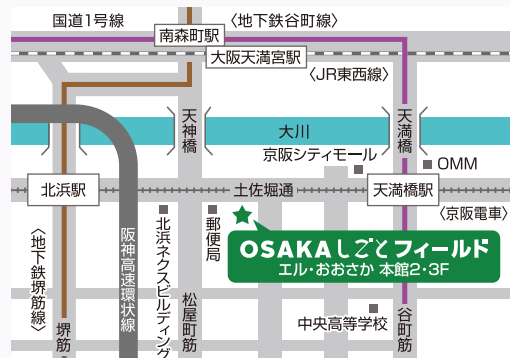 国道1号線
〈地下鉄谷町線〉
南森町駅
大阪天満宮駅
〈JR東西線〉
天神橋
大川
天満橋
京阪シティモール
OMM
北浜駅
土佐堀通
天満橋駅
〈京阪電車〉
〈地下鉄堺筋線〉
堺筋
阪神高速環状線
北浜ネクスビルディング
郵便局
松屋町筋
OSAKAしごとフィールド
エル・おおさか 本館2・3F
中央高等学校
谷町筋